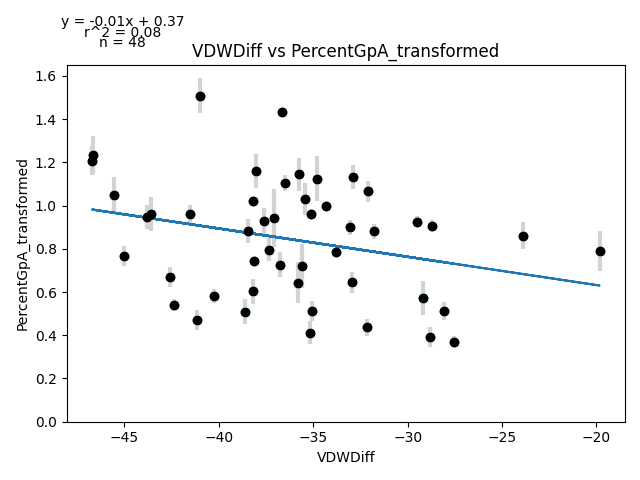 y = -0.01x + 0.37
r^2 = 0.08
n = 48
VDWDiff vs PercentGpA_transformed
PercentGpA_transformed
1.6
1.4
1.2
1.0
0.8
0.6
0.4
0.2
0.0
−45 −40 −35 −30 −25 −20
VDWDiff